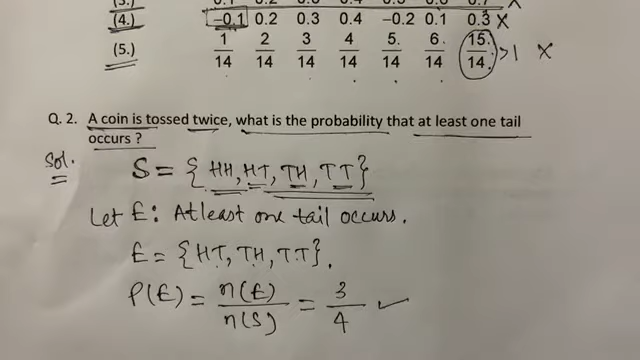 (4.) -0.1 0.2 0.3 0.4 -0.2 0.1 0.3 X
(5.) 1/14 2/14 3/14 4/14 5/14 6/14 15/14 >1 X
Q. 2. A coin is tossed twice, what is the probability that at least one tail
occurs ?
Sol. S = { HH, HT, TH, TT}
Let E: Atleast one tail occurs.
E = {HT, TH, TT}.
P(E) = n(E)/n(S) = 3/4 ✓